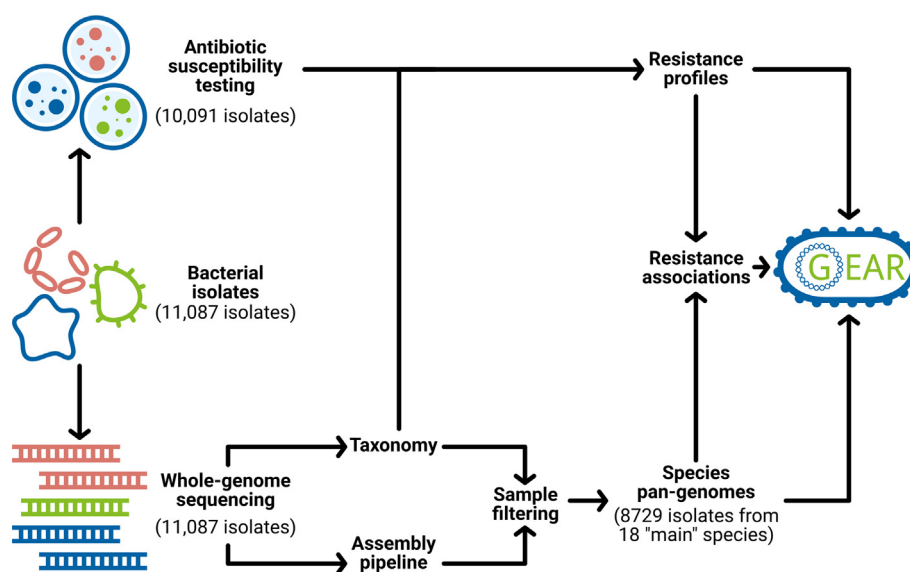 Antibiotic
susceptibility
testing
(10,091 isolates)
Resistance
profiles
Bacterial
isolates
(11,087 isolates)
Resistance
associations
GEAR
Whole-genome
sequencing
(11,087 isolates)
Taxonomy
Assembly
pipeline
Sample
filtering
Species
pan-genomes
(8729 isolates from
18 "main" species)